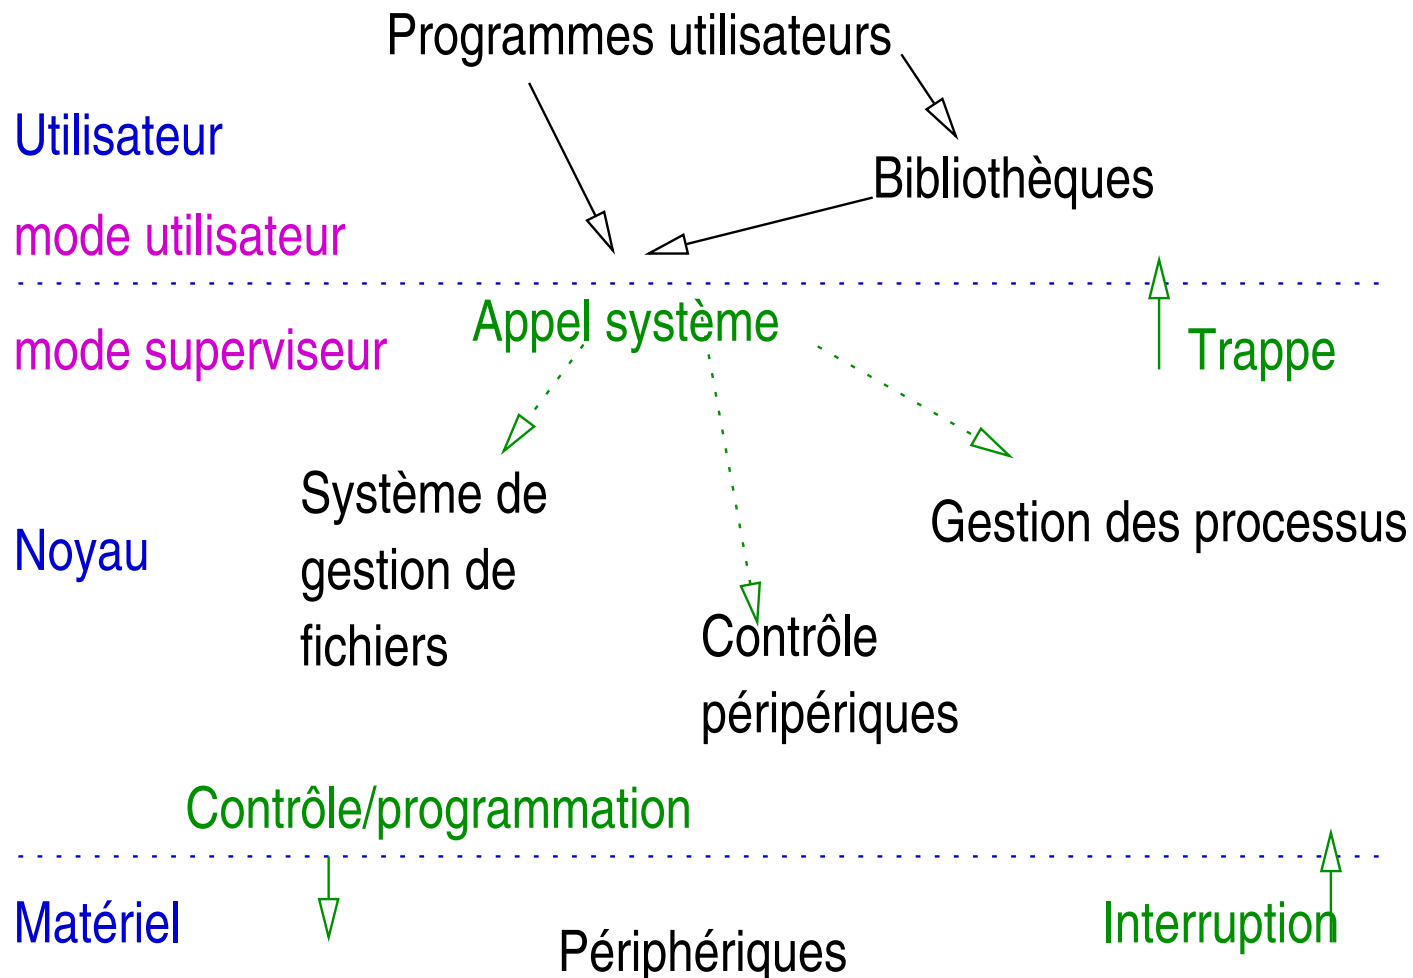 Programmes utilisateurs
Utilisateur
Bibliothèques
mode utilisateur
Appel système
mode superviseur
Trappe
Système de
gestion de
fichiers
Gestion des processus
Noyau
Contrôle
péripériques
Contrôle/programmation
Matériel
Interruption
Périphériques